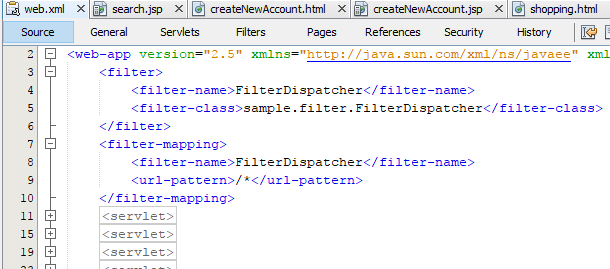 web.xml search.jsp createNewAccount.html createNewAccount.jsp shopping.html
Source General Servlets Filters Pages References Security History
2 <web-app version="2.5" xmlns="http://java.sun.com/xml/ns/javaee" xml
3 <filter>
4 <filter-name>FilterDispatcher</filter-name>
5 <filter-class>sample.filter.FilterDispatcher</filter-class>
6 </filter>
7 <filter-mapping>
8 <filter-name>FilterDispatcher</filter-name>
9 <url-pattern>/*</url-pattern>
10 </filter-mapping>
11 <servlet>
15 <servlet>
19 <servlet>